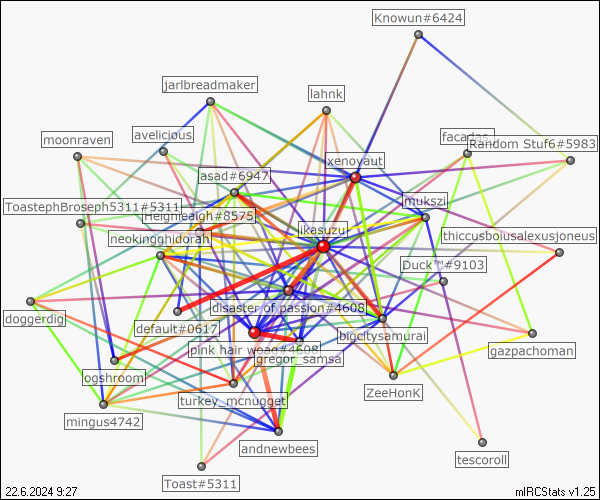 Knowun#6424
jarlbreadmaker
lahnk
avelicious
moonraven
facadas.
Random Stuf6#5983
xenoyaut
asad#6947
mukszi
ToastephBroseph5311#5311
Heighleaigh#8575
likasuzu
thiccusboiusalexusjoneus
neokingghidorah
Duck™#9103
disaster of passion#4608
doggerdig
default#0617
bigcitysamurai
pink hair woag#4608
gregor_samsa
gazpachoman
ogshroom
turkey_mcnugget
ZeeHonK
mingus4742
andnewbees
tescoroll
Toast#5311
22.6.2024 9:27
mIRCStats v1.25